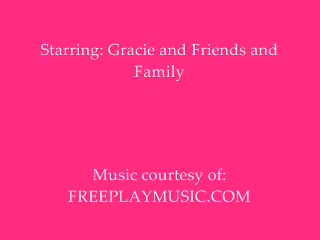 Starring: Gracie and Friends and
Family
Music courtesy of:
FREEPLAYMUSIC.COM